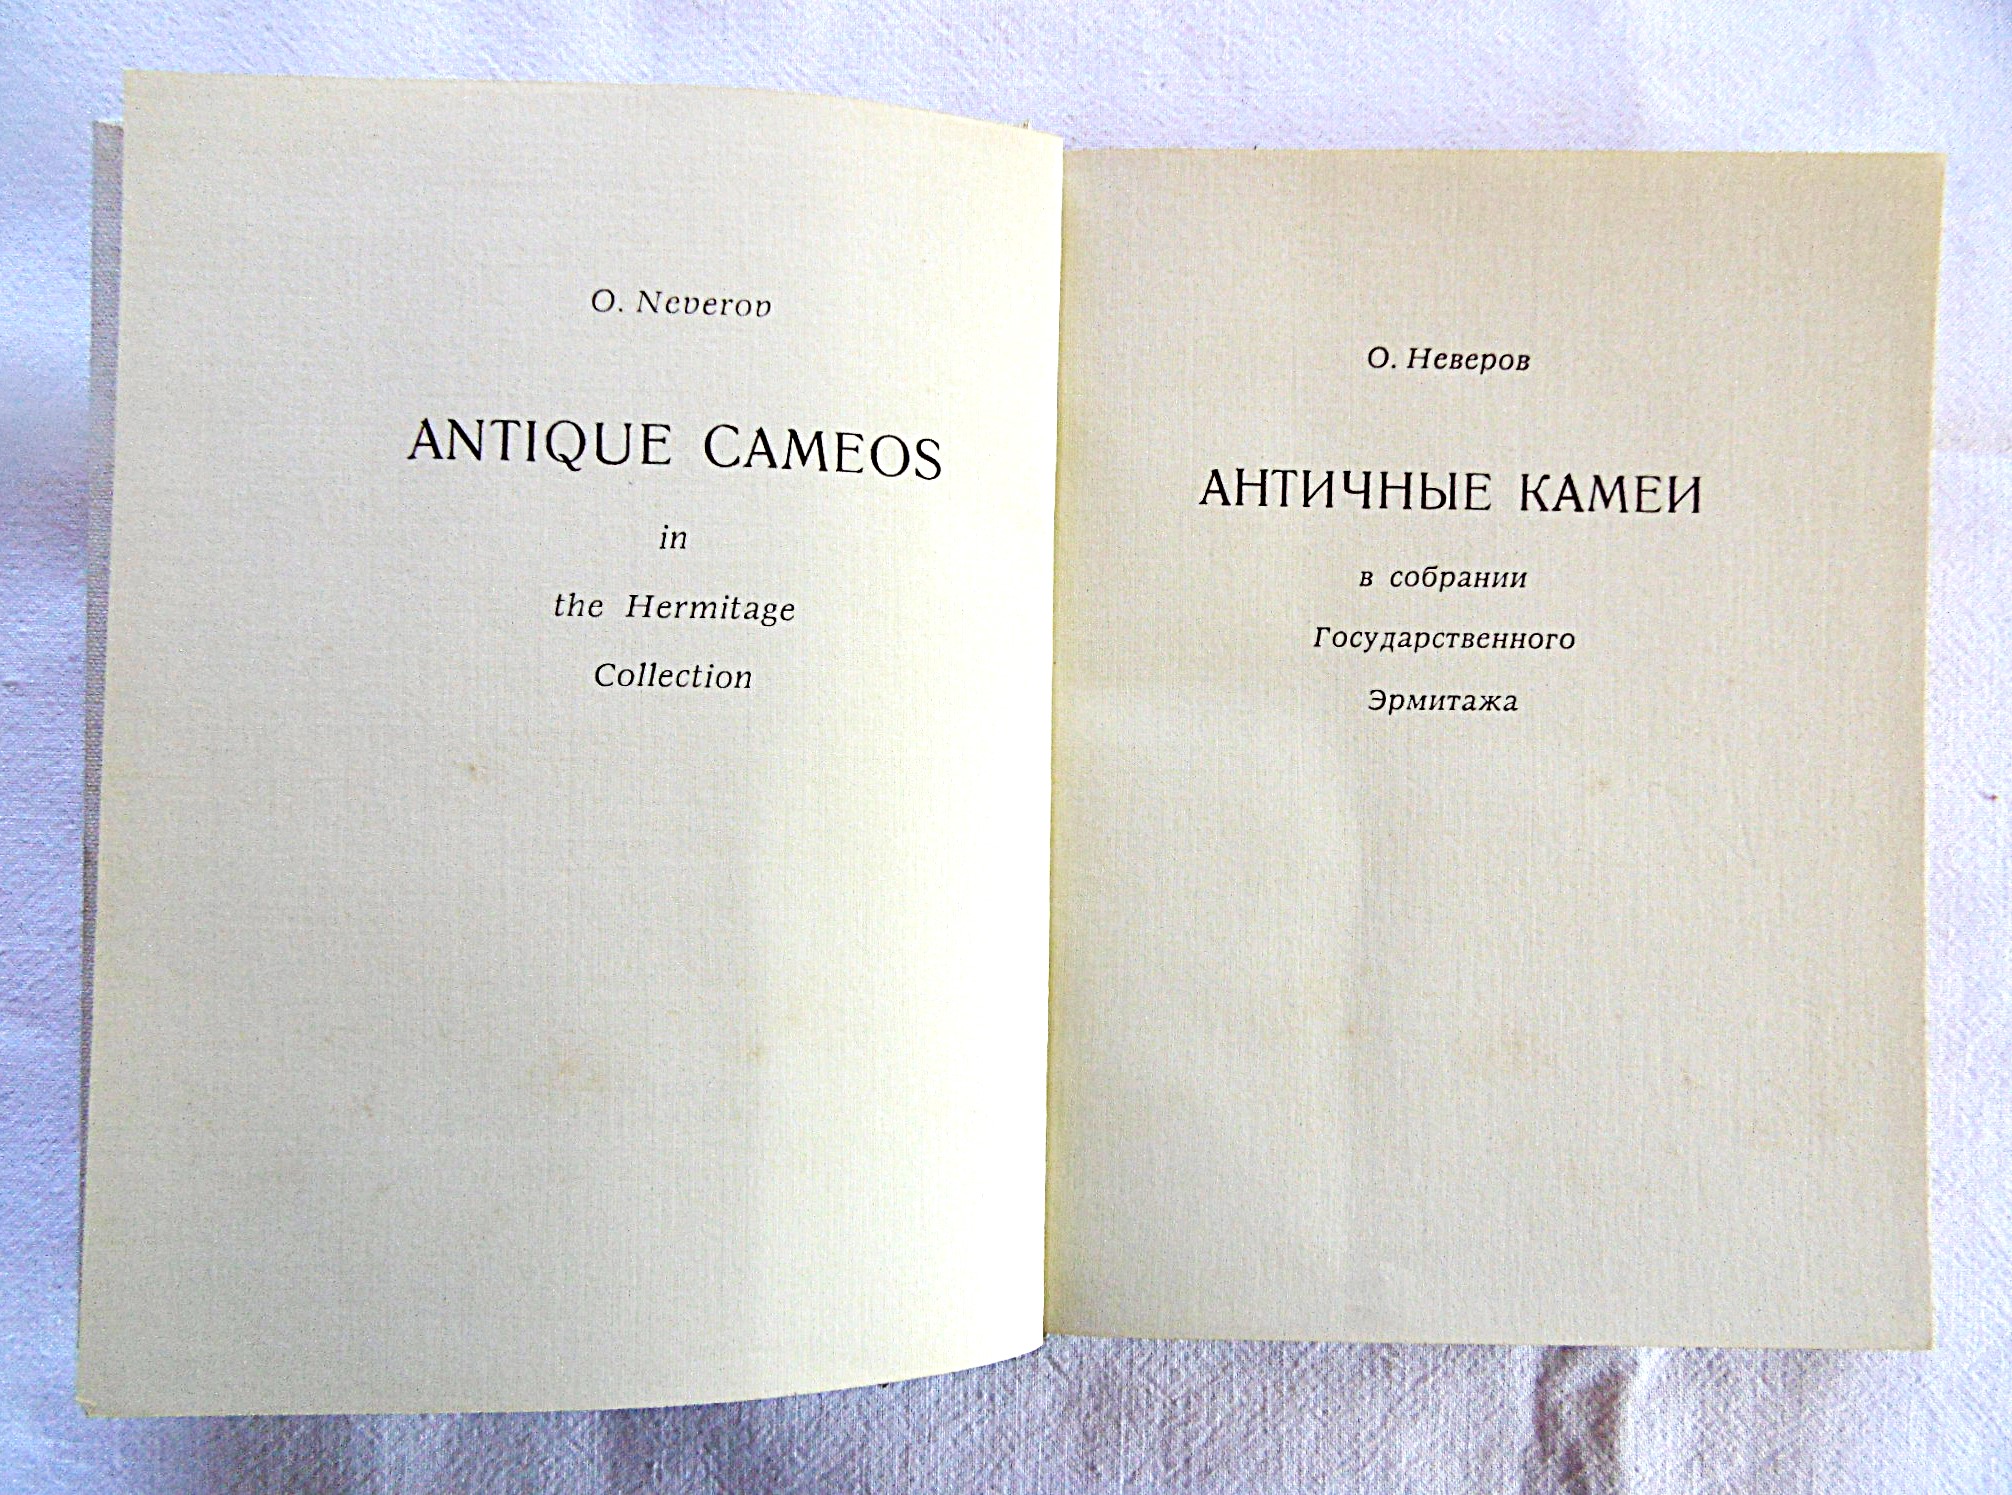 O. Neverov
ANTIQUE CAMEOS
in
the Hermitage
Collection
О. Неверов
АНТИЧНЫЕ КАМЕИ
в собрании
Государственного
Эрмитажа